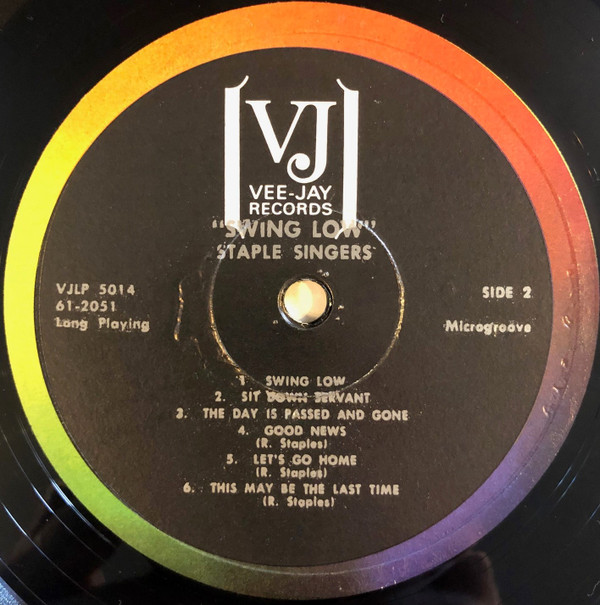 VJ
VEE-JAY
RECORDS
"SWING LOW"
STAPLE SINGERS
VJLP 5014
61-2051
Long Playing
SIDE 2
Microgroove
1 SWING LOW
2. SIT DOWN SERVANT
3. THE DAY IS PASSED AND GONE
4. GOOD NEWS
(R. Staples)
5. LET'S GO HOME
(R. Staples)
6. THIS MAY BE THE LAST TIME
(R. Staples)